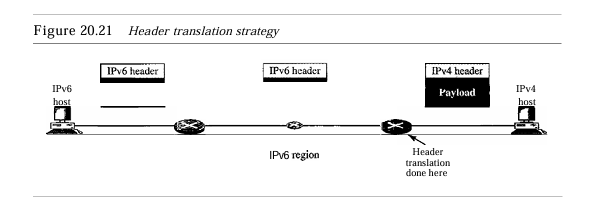 Figure 20.21 Header translation strategy
IPv6 header
IPv6 header
IPv4 header
Payload
IPv6
host
IPv4
host
IPv6 region
Header
translation
done here